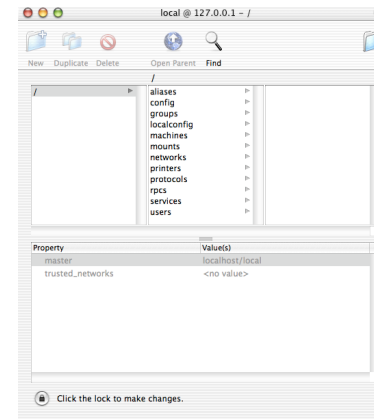 local @ 127.0.0.1 – /
New Duplicate Delete Open Parent Find
/
/
aliases
config
groups
localconfig
machines
mounts
networks
printers
protocols
rpcs
services
users
Property Value(s)
master localhost/local
trusted_networks <no value>
Click the lock to make changes.